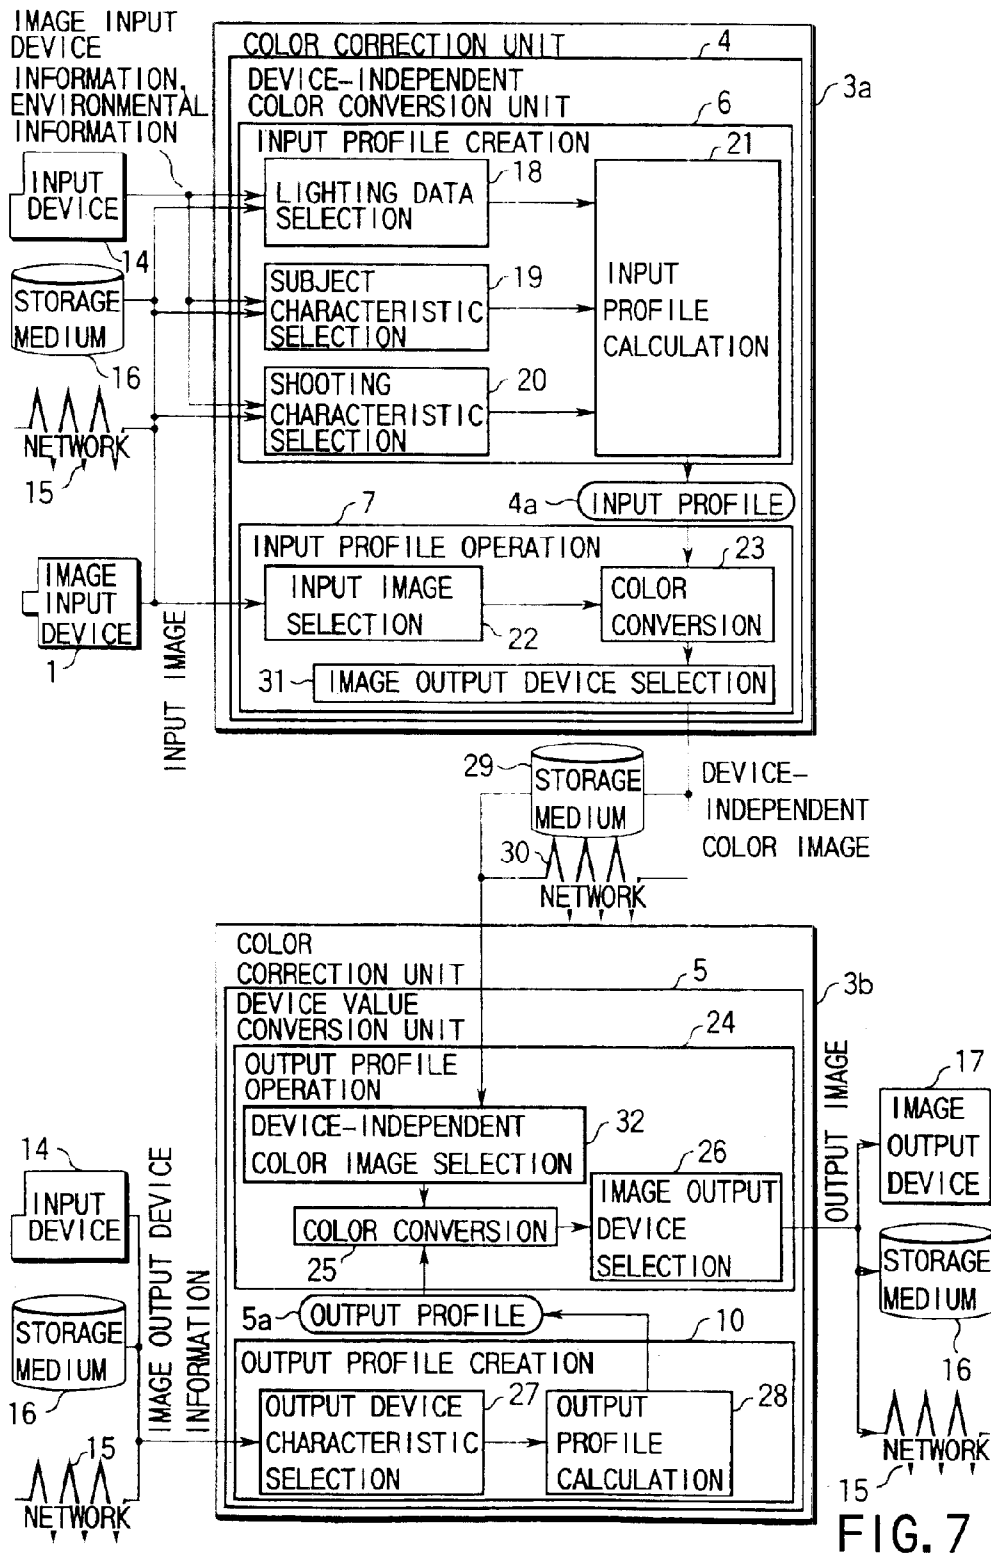 IMAGE INPUT
DEVICE
INFORMATION,
ENVIRONMENTAL
INFORMATION
COLOR CORRECTION UNIT
4
3a
DEVICE-INDEPENDENT
COLOR CONVERSION UNIT
6
INPUT PROFILE CREATION
21
INPUT
DEVICE
14
LIGHTING DATA
SELECTION
18
STORAGE
MEDIUM
16
SUBJECT
CHARACTERISTIC
SELECTION
19
INPUT
PROFILE
CALCULATION
NETWORK
15
SHOOTING
CHARACTERISTIC
SELECTION
20
4a
INPUT PROFILE
7
INPUT PROFILE OPERATION
23
IMAGE
INPUT
DEVICE
1
INPUT IMAGE
INPUT IMAGE
SELECTION
22
COLOR
CONVERSION
31
IMAGE OUTPUT DEVICE SELECTION
29
STORAGE
MEDIUM
DEVICE-
INDEPENDENT
COLOR IMAGE
30
NETWORK
COLOR
CORRECTION UNIT
5
3b
DEVICE VALUE
CONVERSION UNIT
24
OUTPUT PROFILE
OPERATION
DEVICE-INDEPENDENT
COLOR IMAGE SELECTION
32
26
COLOR CONVERSION
25
IMAGE OUTPUT
DEVICE
SELECTION
OUTPUT IMAGE
17
IMAGE
OUTPUT
DEVICE
STORAGE
MEDIUM
16
NETWORK
15
5a
OUTPUT PROFILE
10
OUTPUT PROFILE CREATION
14
INPUT
DEVICE
STORAGE
MEDIUM
16
15
NETWORK
IMAGE OUTPUT DEVICE
INFORMATION
OUTPUT DEVICE
CHARACTERISTIC
SELECTION
27
OUTPUT
PROFILE
CALCULATION
28
FIG. 7